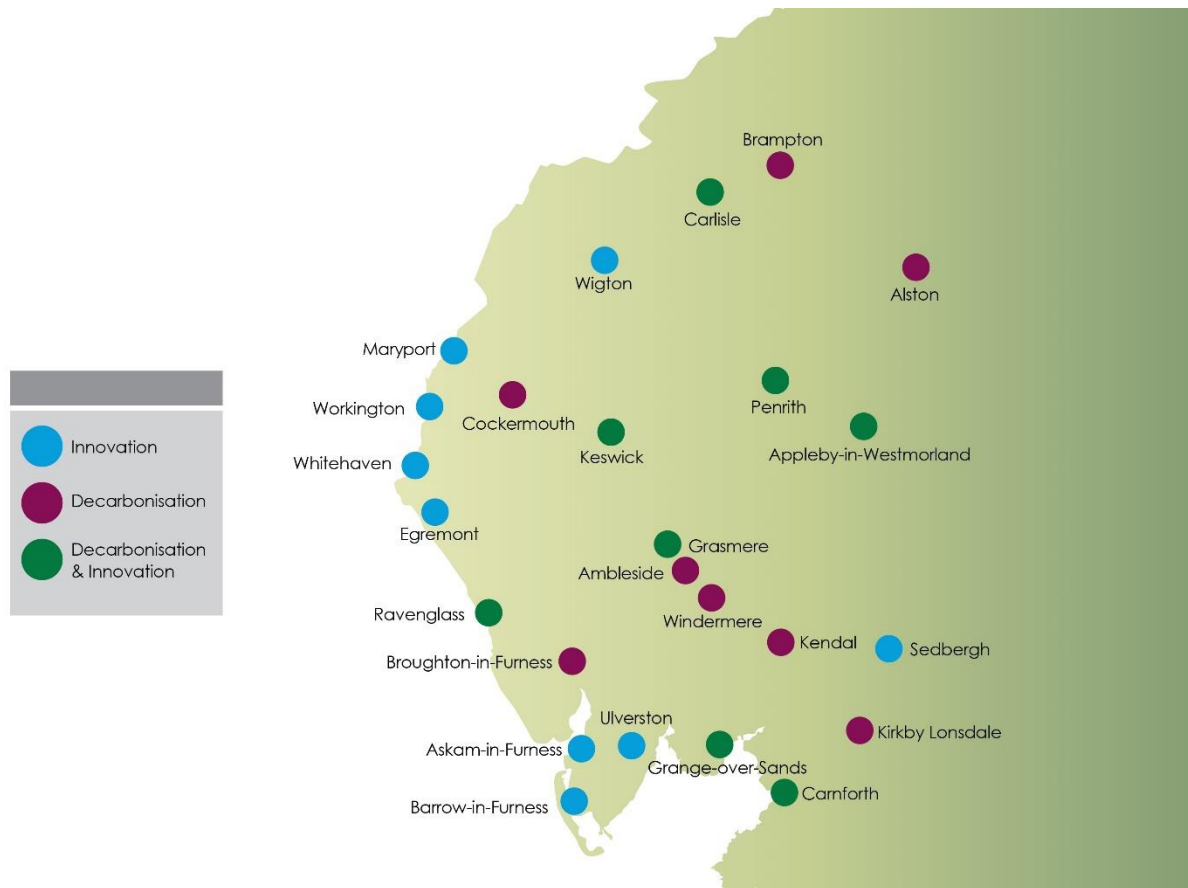 Brampton
Carlisle
Wigton
Alston
Maryport
Workington
Cockermouth
Penrith
Keswick
Appleby-in-Westmorland
Whitehaven
Egremont
Innovation
Decarbonisation
Decarbonisation
& Innovation
Grasmere
Ambleside
Ravenglass
Windermere
Kendal
Sedbergh
Broughton-in-Furness
Ulverston
Kirkby Lonsdale
Askam-in-Furness
Grange-over-Sands
Carnforth
Barrow-in-Furness